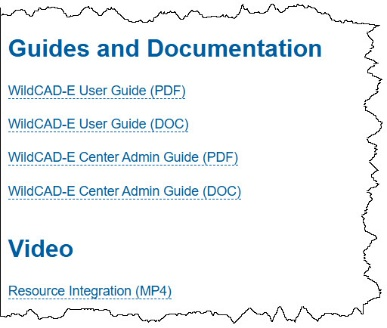 Guides and Documentation
WildCAD-E User Guide (PDF)
WildCAD-E User Guide (DOC)
WildCAD-E Center Admin Guide (PDF)
WildCAD-E Center Admin Guide (DOC)
Video
Resource Integration (MP4)